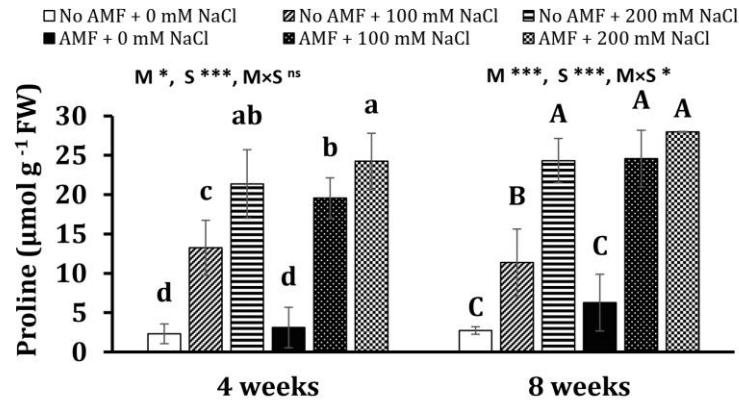 No AMF + 0 mM NaCl No AMF + 100 mM NaCl No AMF + 200 mM NaCl
AMF + 0 mM NaCl AMF + 100 mM NaCl AMF + 200 mM NaCl
M *, S ***, M×S ns M ***, S ***, M×S *
Proline (µmol g -1 FW)
30
25
20
15
10
5
0
d c ab d b a
C B A C A A
4 weeks 8 weeks